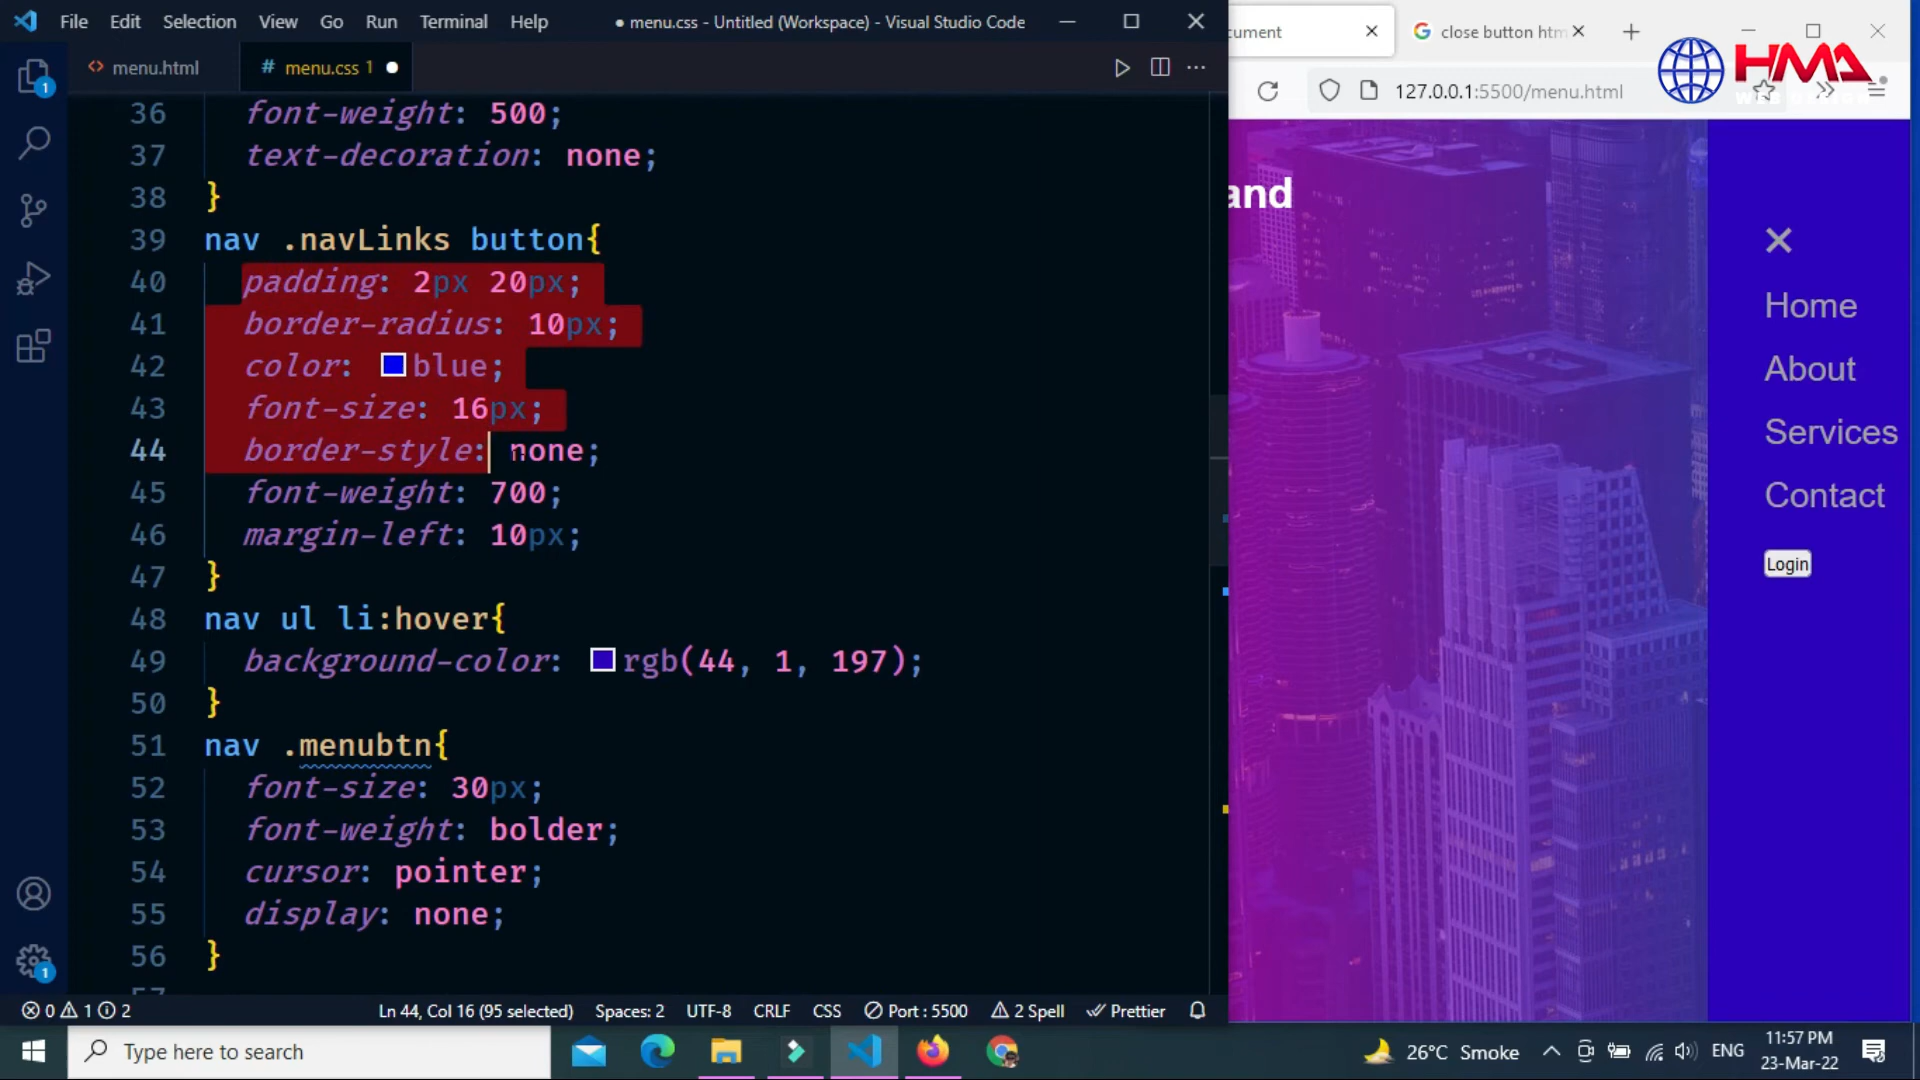 File Edit Selection View Go Run Terminal Help
● menu.css - Untitled (Workspace) - Visual Studio Code
<> menu.html
# menu.css 1
36 font-weight: 500;
37 text-decoration: none;
38 }
39 nav .navLinks button{
40 padding: 2px 20px;
41 border-radius: 10px;
42 color: blue;
43 font-size: 16px;
44 border-style: none;
45 font-weight: 700;
46 margin-left: 10px;
47 }
48 nav ul li:hover{
49 background-color: rgb(44, 1, 197);
50 }
51 nav .menubtn{
52 font-size: 30px;
53 font-weight: bolder;
54 cursor: pointer;
55 display: none;
56 }
57
1
1
0 1 2
Ln 44, Col 16 (95 selected) Spaces: 2 UTF-8 CRLF CSS Port : 5500 2 Spell Prettier
cument
close button htm
HMA
WEB DESIGN
127.0.0.1:5500/menu.html
and
×
Home
About
Services
Contact
Login
Type here to search
26°C Smoke
ENG
11:57 PM
23-Mar-22